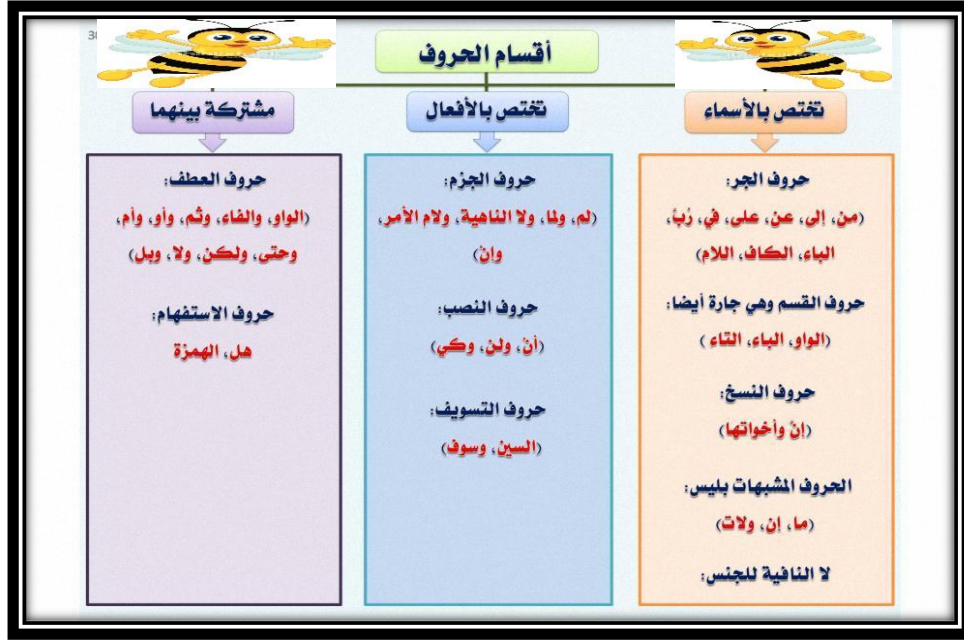 أقسام الحروف
تختص بالأسماء
حروف الجر:
(من، إلى، عن، على، في، رُبَّ،
الباء، الكاف، اللام)
حروف القسم وهي جارة أيضا:
(الواو، الباء، التاء )
حروف النسخ:
(إنّ وأخواتها)
الحروف المشبهات بليس:
(ما، إن، ولات)
لا النافية للجنس:
تختص بالأفعال
حروف الجزم:
(لم، ولما، ولا الناهية، ولام الأمر،
وإنْ)
حروف النصب:
(أنْ، ولن، وكي)
حروف التسويف:
(السين، وسوف)
مشتركة بينهما
حروف العطف:
(الواو، والفاء، وثم، وأو، وأم،
وحتى، ولكن، ولا، وبل)
حروف الاستفهام:
هل، الهمزة